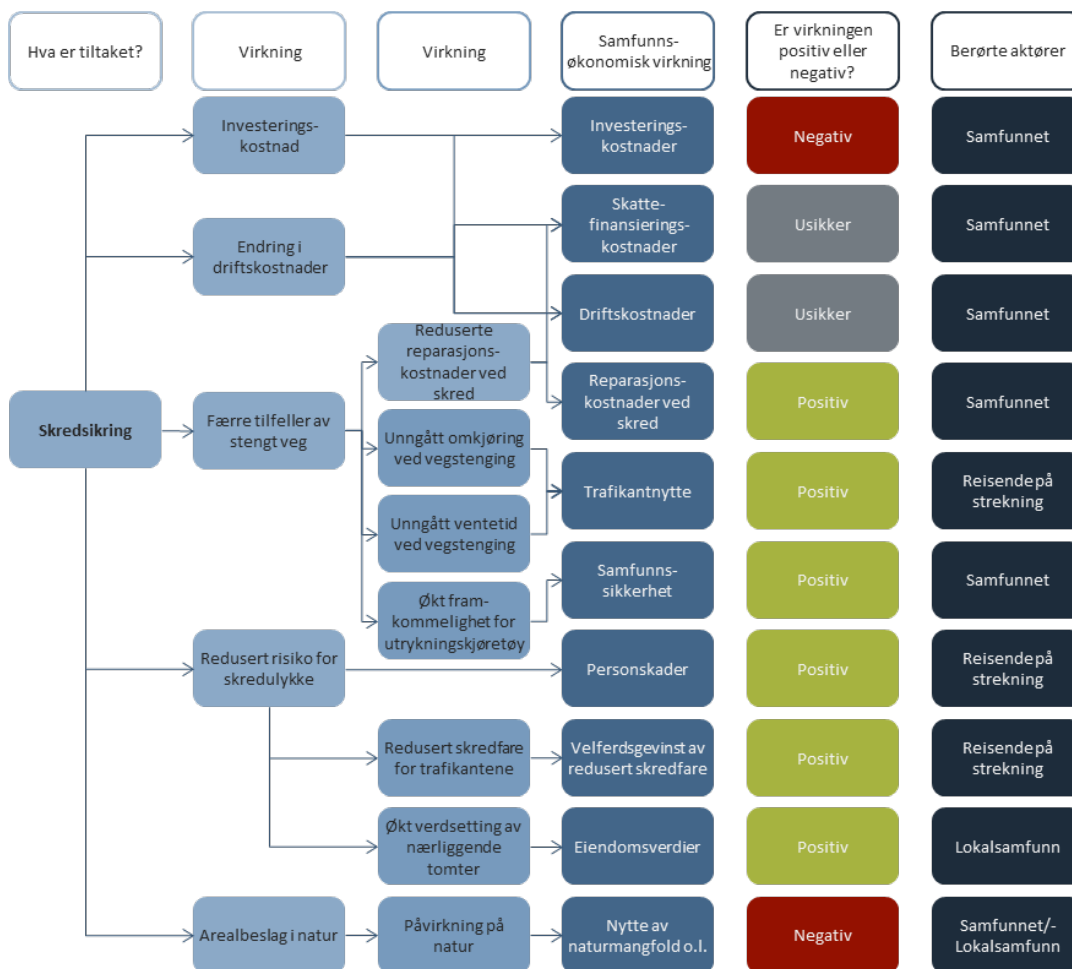 Hva er tiltaket?
Virkning
Virkning
Samfunns-
økonomisk virkning
Er virkningen
positiv eller
negativ?
Berørte aktører
Investerings-
kostnad
Investerings-
kostnader
Negativ
Samfunnet
Endring i
driftskostnader
Skatte-
finansierings-
kostnader
Usikker
Samfunnet
Driftskostnader
Usikker
Samfunnet
Skredsikring
Færre tilfeller av
stengt veg
Reduserte
reparasjons-
kostnader ved
skred
Reparasjons-
kostnader ved
skred
Positiv
Samfunnet
Unngått omkjøring
ved vegstenging
Unngått ventetid
ved vegstenging
Trafikantnytte
Positiv
Reisende på
strekning
Økt fram-
kommelighet for
utrykningskjøretøy
Samfunns-
sikkerhet
Positiv
Samfunnet
Redusert risiko for
skredulykke
Personskader
Positiv
Reisende på
strekning
Redusert skredfare
for trafikantene
Velferdsgevinst av
redusert skredfare
Positiv
Reisende på
strekning
Økt verdsetting av
nærliggende
tomter
Eiendomsverdier
Positiv
Lokalsamfunn
Arealbeslag i natur
Påvirkning på
natur
Nytte av
naturmangfold o.l.
Negativ
Samfunnet/-
Lokalsamfunn